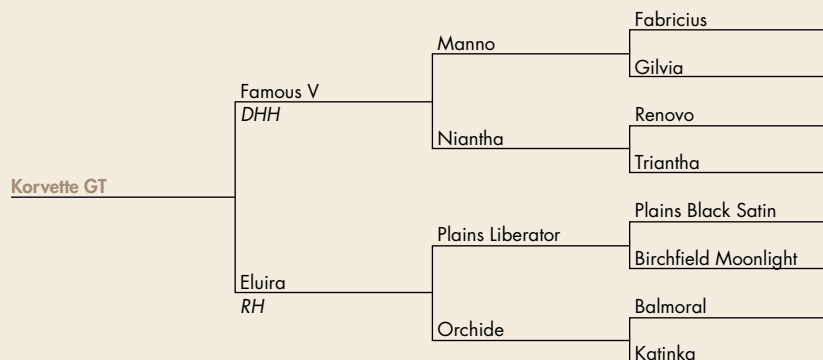 Fabricius
Manno
Gilvia
Famous V
DHH
Renovo
Niantha
Triantha
Korvette GT
Plains Black Satin
Plains Liberator
Birchfield Moonlight
Eluira
RH
Balmoral
Orchide
Katinka